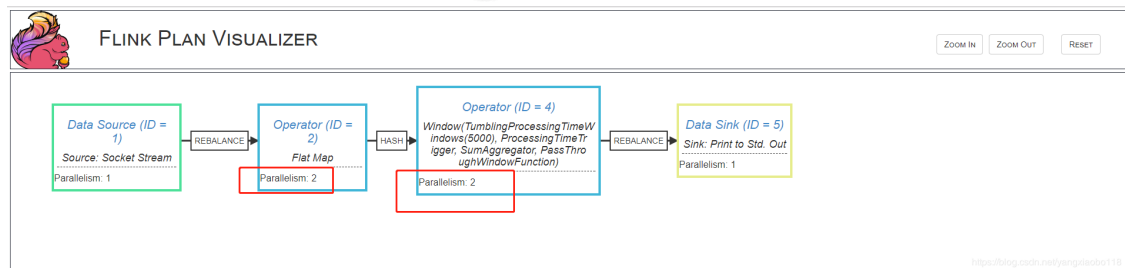 FLINK PLAN VISUALIZER
ZOOM IN
ZOOM OUT
RESET
Data Source (ID =
1)
Source: Socket Stream
Parallelism: 1
REBALANCE
Operator (ID =
2)
Flat Map
Parallelism: 2
HASH
Operator (ID = 4)
Window(TumblingProcessingTimeW
indows(5000), ProcessingTimeTr
igger, SumAggregator, PassThro
ughWindowFunction)
Parallelism: 2
REBALANCE
Data Sink (ID = 5)
Sink: Print to Std. Out
Parallelism: 1